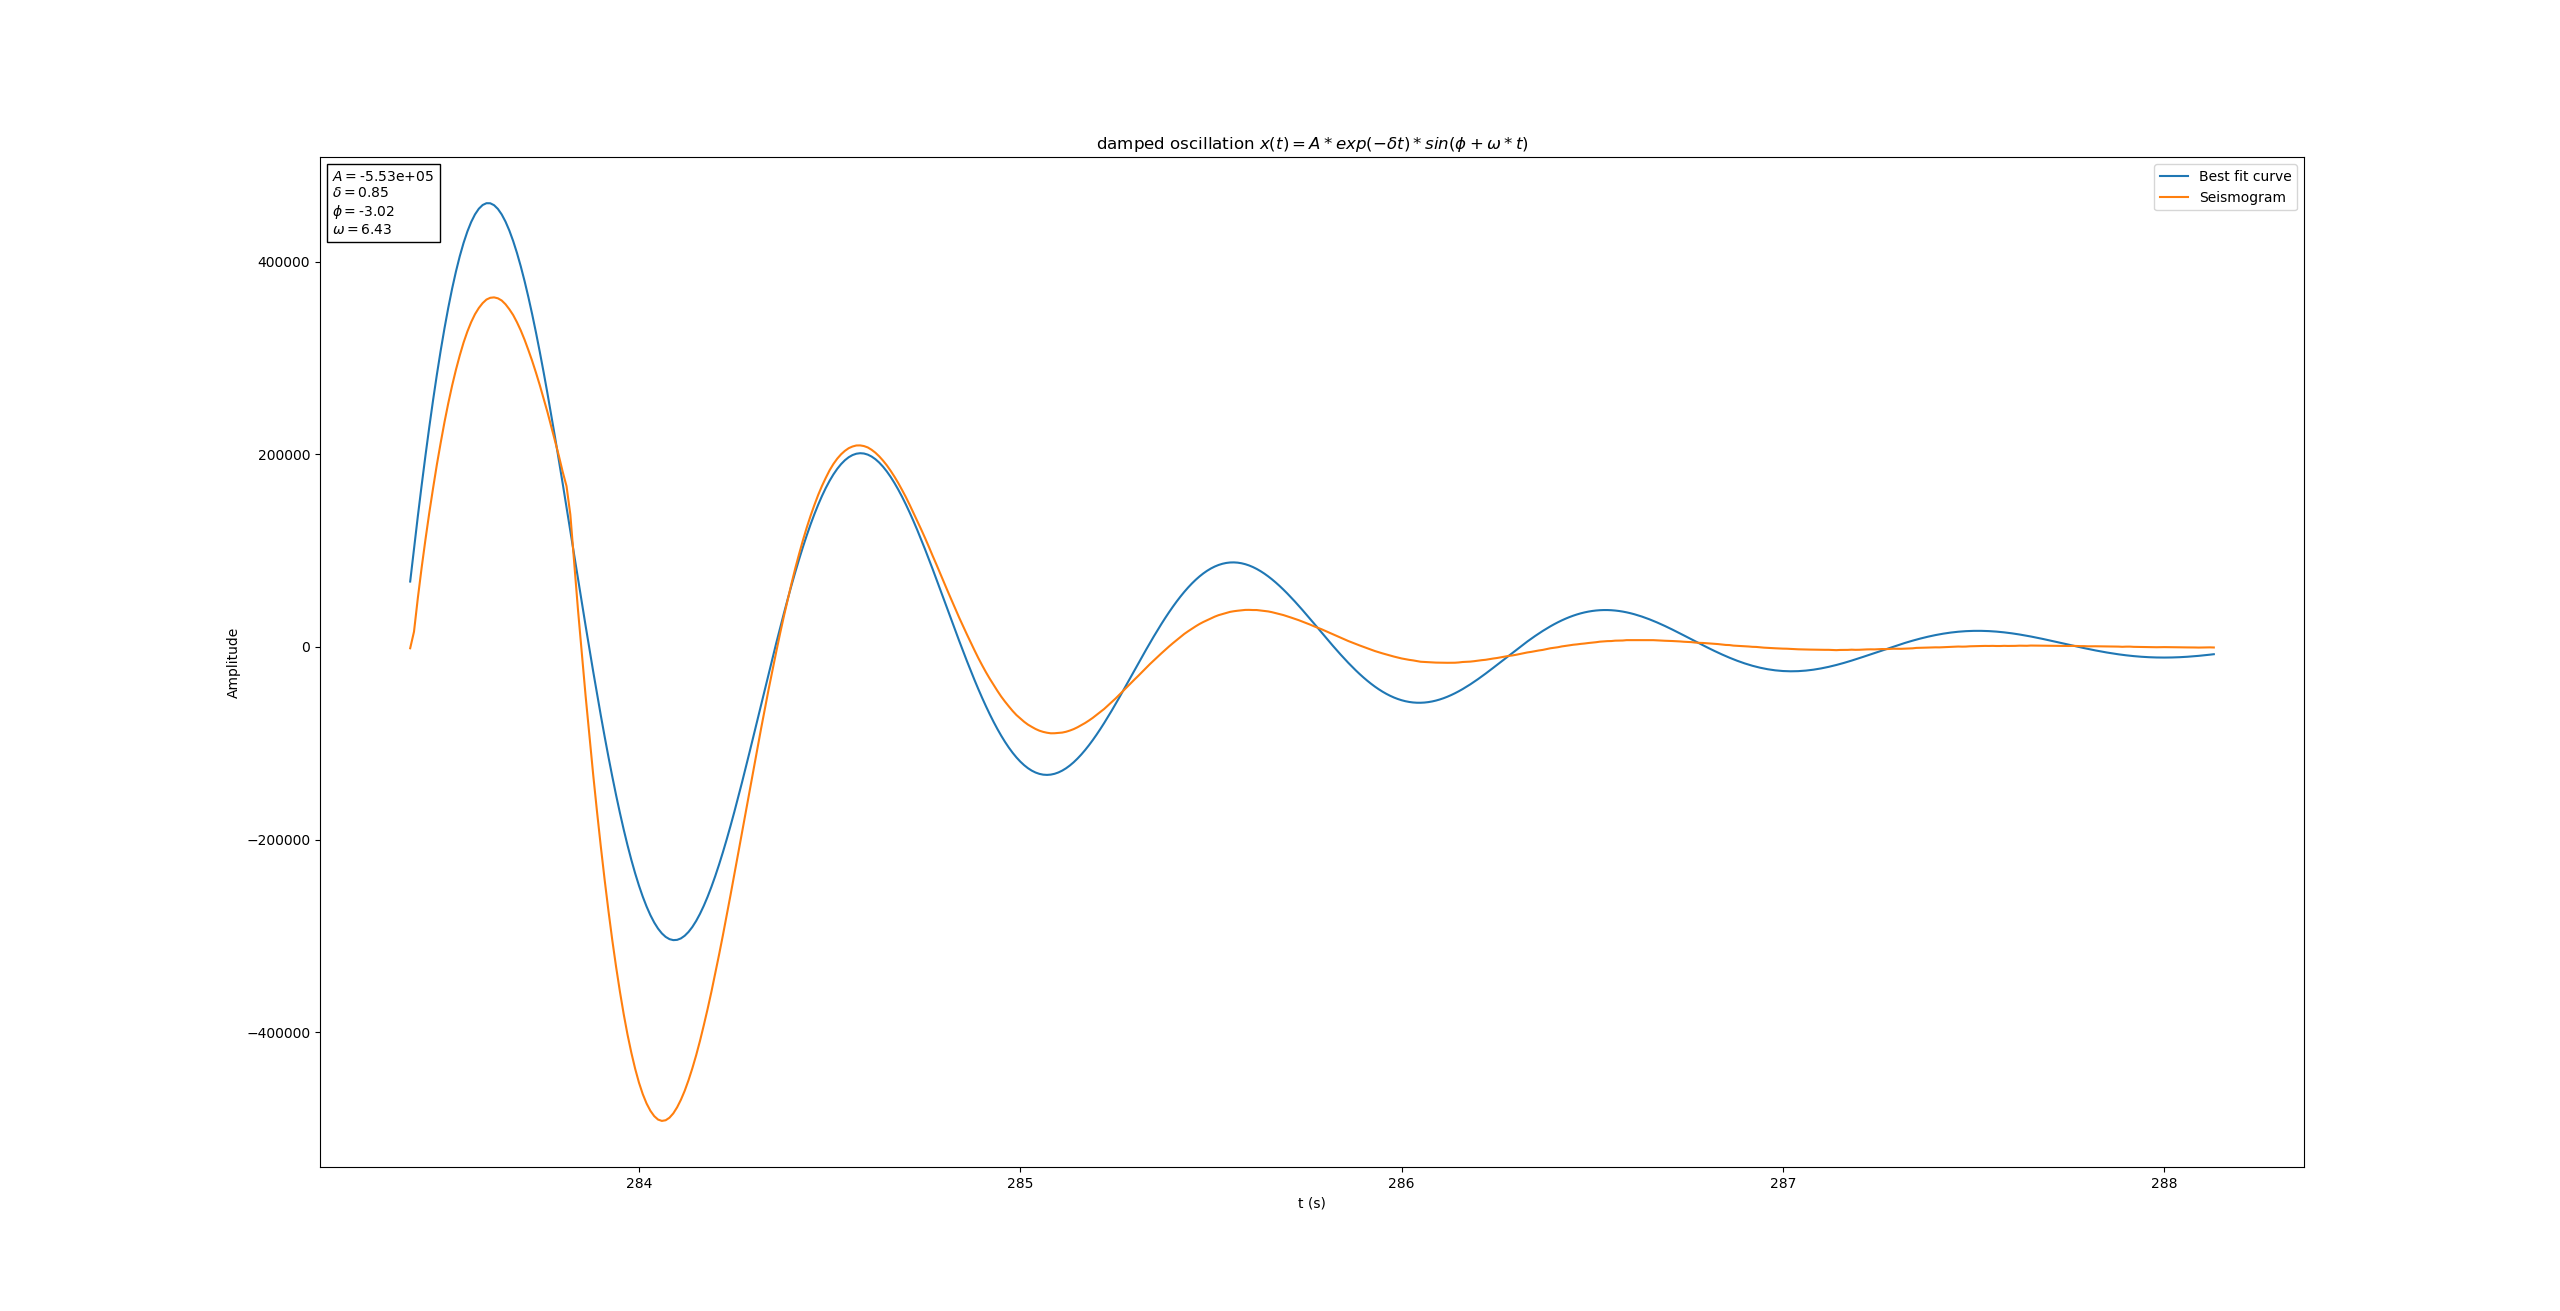 damped oscillation x(t) = A * exp(−δt) * sin(ϕ + ω * t)
A = -5.53e+05
δ = 0.85
ϕ = -3.02
ω = 6.43
Best fit curve
Seismogram
400000
200000
0
−200000
−400000
Amplitude
284
285
286
287
288
t (s)